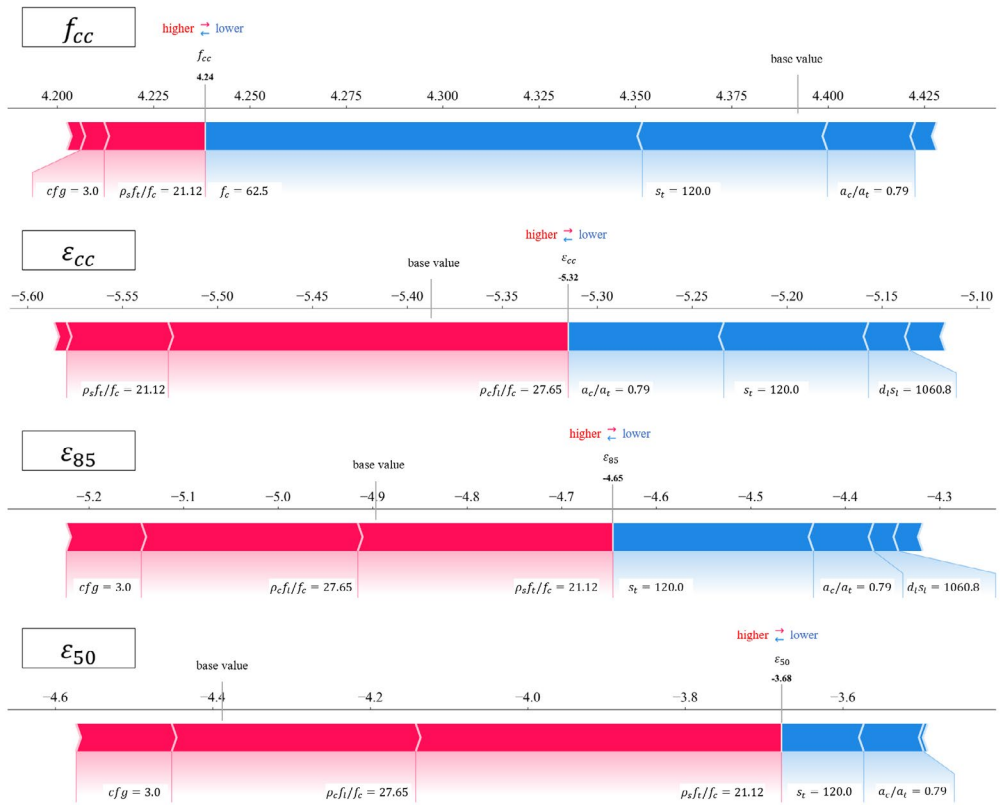 f_cc
higher ⇄ lower
f_cc
4.24
base value
4.200 4.225 4.250 4.275 4.300 4.325 4.350 4.375 4.400 4.425
cfg = 3.0 ρ_s f_t/f_c = 21.12 f_c = 62.5 s_t = 120.0 a_c/a_t = 0.79
ε_cc
higher ⇄ lower
ε_cc
-5.32
base value
−5.60 −5.55 −5.50 −5.45 −5.40 −5.35 −5.30 −5.25 −5.20 −5.15 −5.10
ρ_s f_t/f_c = 21.12 ρ_c f_l/f_c = 27.65 a_c/a_t = 0.79 s_t = 120.0 d_l s_l = 1060.8
ε_85
higher ⇄ lower
ε_85
-4.65
base value
−5.2 −5.1 −5.0 −4.9 −4.8 −4.7 −4.6 −4.5 −4.4 −4.3
cfg = 3.0 ρ_c f_l/f_c = 27.65 ρ_s f_t/f_c = 21.12 s_t = 120.0 a_c/a_t = 0.79 d_l s_l = 1060.8
ε_50
higher ⇄ lower
ε_50
-3.68
base value
−4.6 −4.4 −4.2 −4.0 −3.8 −3.6
cfg = 3.0 ρ_c f_l/f_c = 27.65 ρ_s f_t/f_c = 21.12 s_t = 120.0 a_c/a_t = 0.79